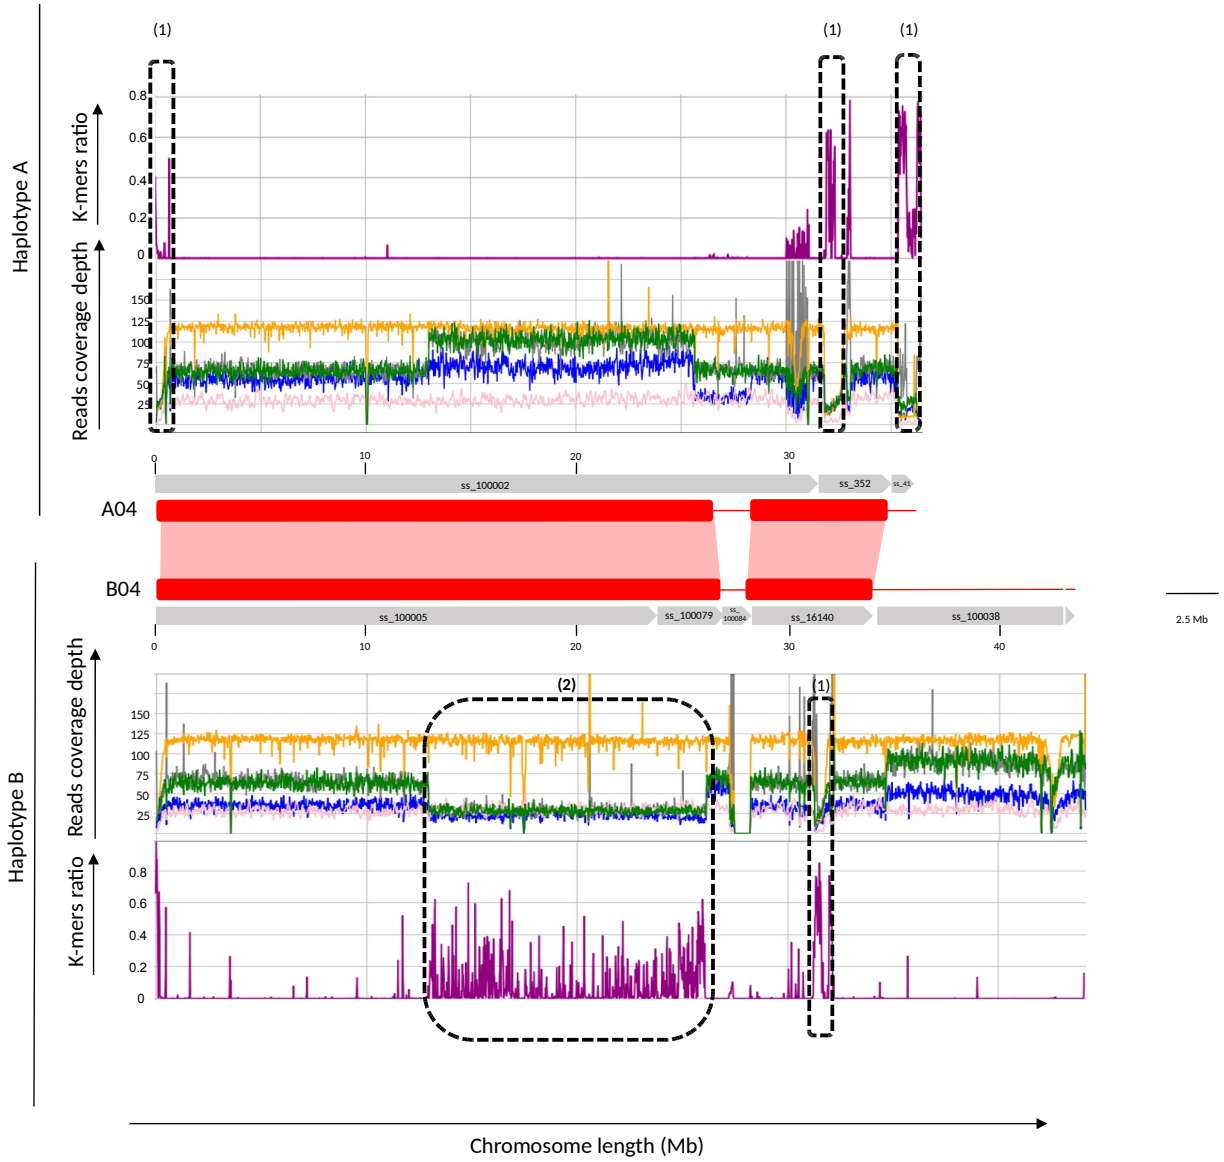 (1) (1) (1)
Haplotype A
K-mers ratio
0.8
0.6
0.4
0.2
0
Reads coverage depth
150
125
100
75
50
25
0 10 20 30
ss_100002 ss_352 ss_41
A04
B04
ss_100005 ss_100079 ss_100084 ss_16140 ss_100038
2.5 Mb
0 10 20 30 40
Haplotype B
Reads coverage depth
(2) (1)
150
125
100
75
50
25
K-mers ratio
0.8
0.6
0.4
0.2
0
Chromosome length (Mb)